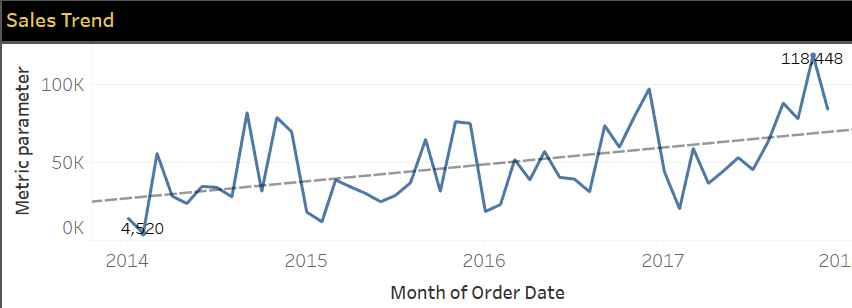 Sales Trend
118,448
Metric parameter
100K
50K
0K
4,520
2014 2015 2016 2017 201
Month of Order Date